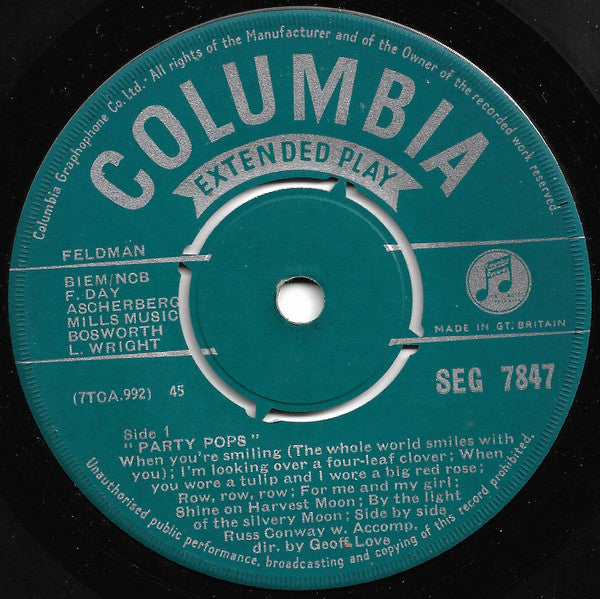 Columbia Graphophone Co. Ltd. All rights of the Manufacturer and of the Owner of the recorded work reserved.
COLUMBIA
EXTENDED PLAY
FELDMAN
BIEM/NCB
F. DAY
ASCHERBERG
MILLS MUSIC
BOSWORTH
L. WRIGHT
MADE IN GT. BRITAIN
(7TCA.992) 45
SEG 7847
Side 1
"PARTY POPS"
When you're smiling (The whole world smiles with
you); I'm looking over a four-leaf clover; When
you wore a tulip and I wore a big red rose;
Row, row, row; For me and my girl;
Shine on Harvest Moon; By the light
of the silvery Moon; Side by side
Russ Conway w. Accomp.
dir. by Geoff Love
Unauthorised public performance, broadcasting and copying of this record prohibited.